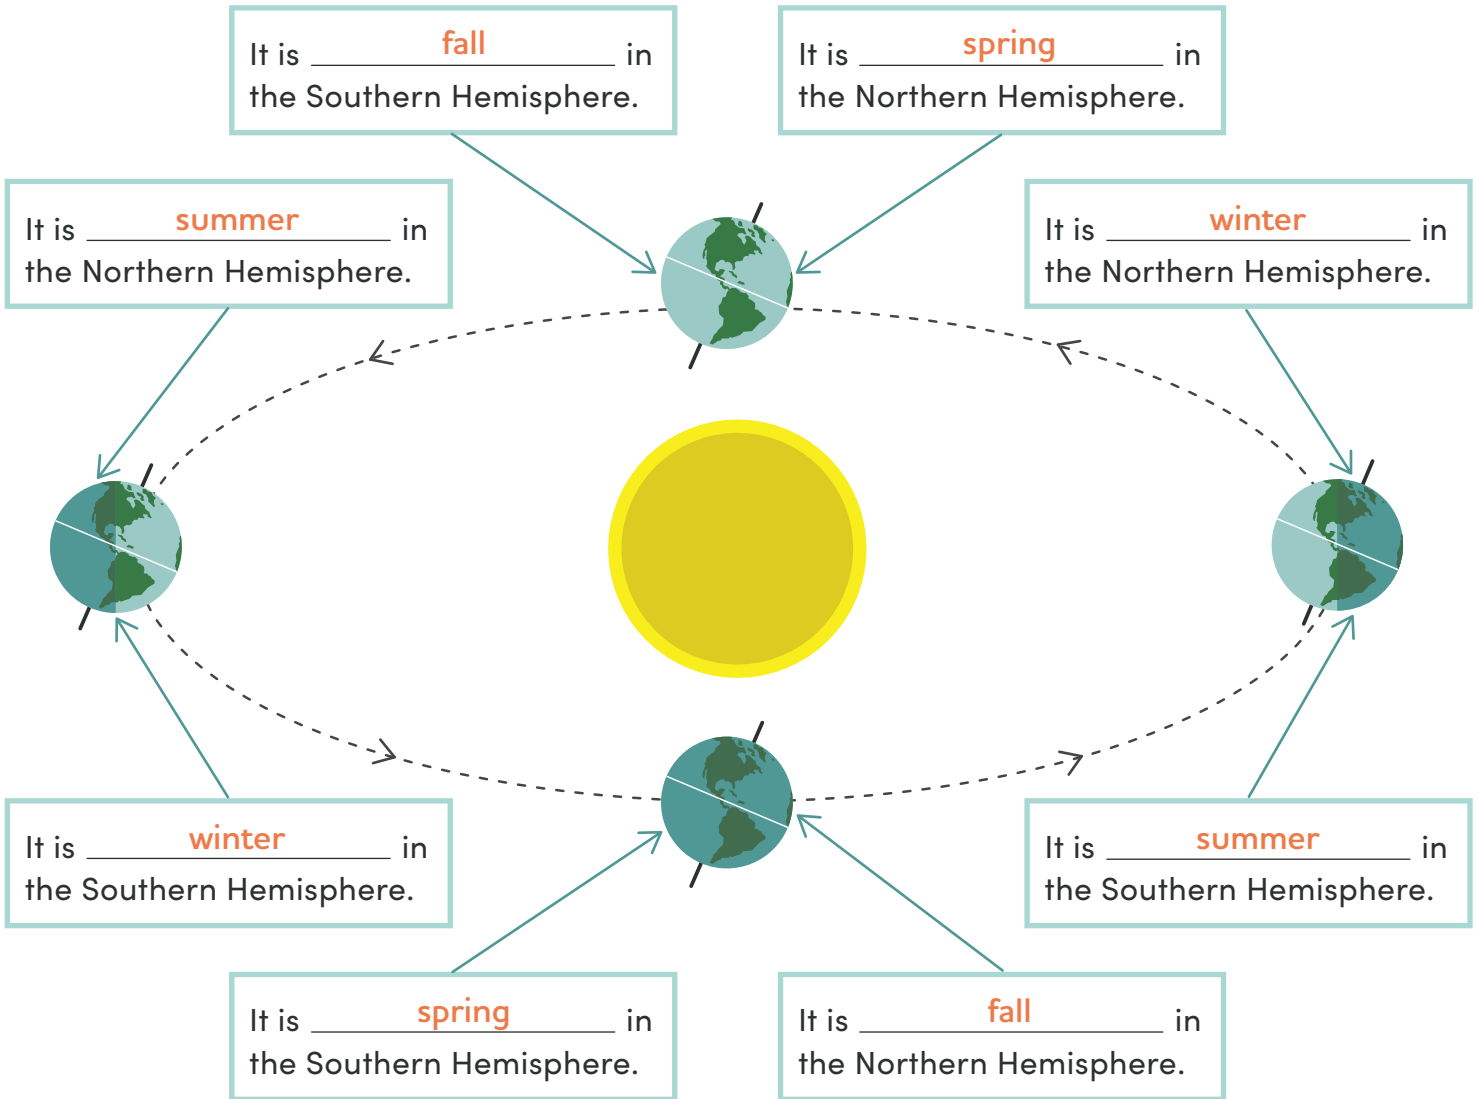 It is fall in
the Southern Hemisphere.
It is spring in
the Northern Hemisphere.
It is summer in
the Northern Hemisphere.
It is winter in
the Northern Hemisphere.
It is winter in
the Southern Hemisphere.
It is summer in
the Southern Hemisphere.
It is spring in
the Southern Hemisphere.
It is fall in
the Northern Hemisphere.